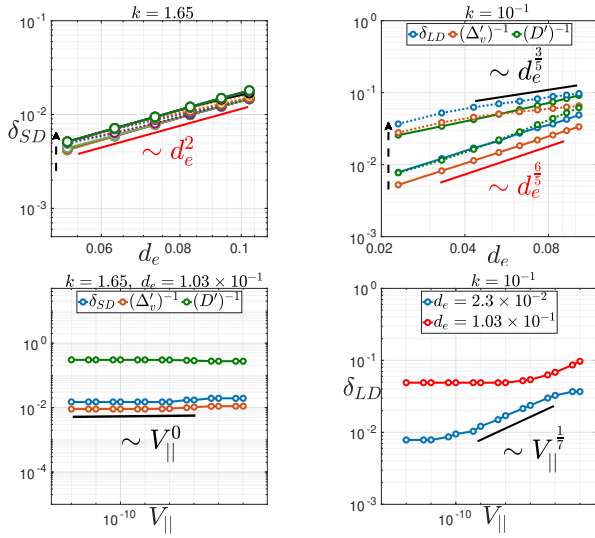 k = 1.65
10^{-1}
10^{-2}
10^{-3}
δ_{SD}
∼ d_e^2
0.06
0.08
0.1
d_e
k = 10^{-1}
δ_{LD} (Δ'_v)^{-1} (D')^{-1}
10^0
10^{-1}
10^{-2}
10^{-3}
∼ d_e^{3/5}
∼ d_e^{6/5}
0.02
0.04
0.08
d_e
k = 1.65, d_e = 1.03 × 10^{-1}
δ_{SD} (Δ'_v)^{-1} (D')^{-1}
10^0
10^{-2}
10^{-4}
∼ V_{||}^0
10^{-10}
V_{||}
k = 10^{-1}
d_e = 2.3 × 10^{-2}
d_e = 1.03 × 10^{-1}
10^0
10^{-1}
10^{-2}
10^{-3}
δ_{LD}
∼ V_{||}^{1/7}
10^{-10}
V_{||}